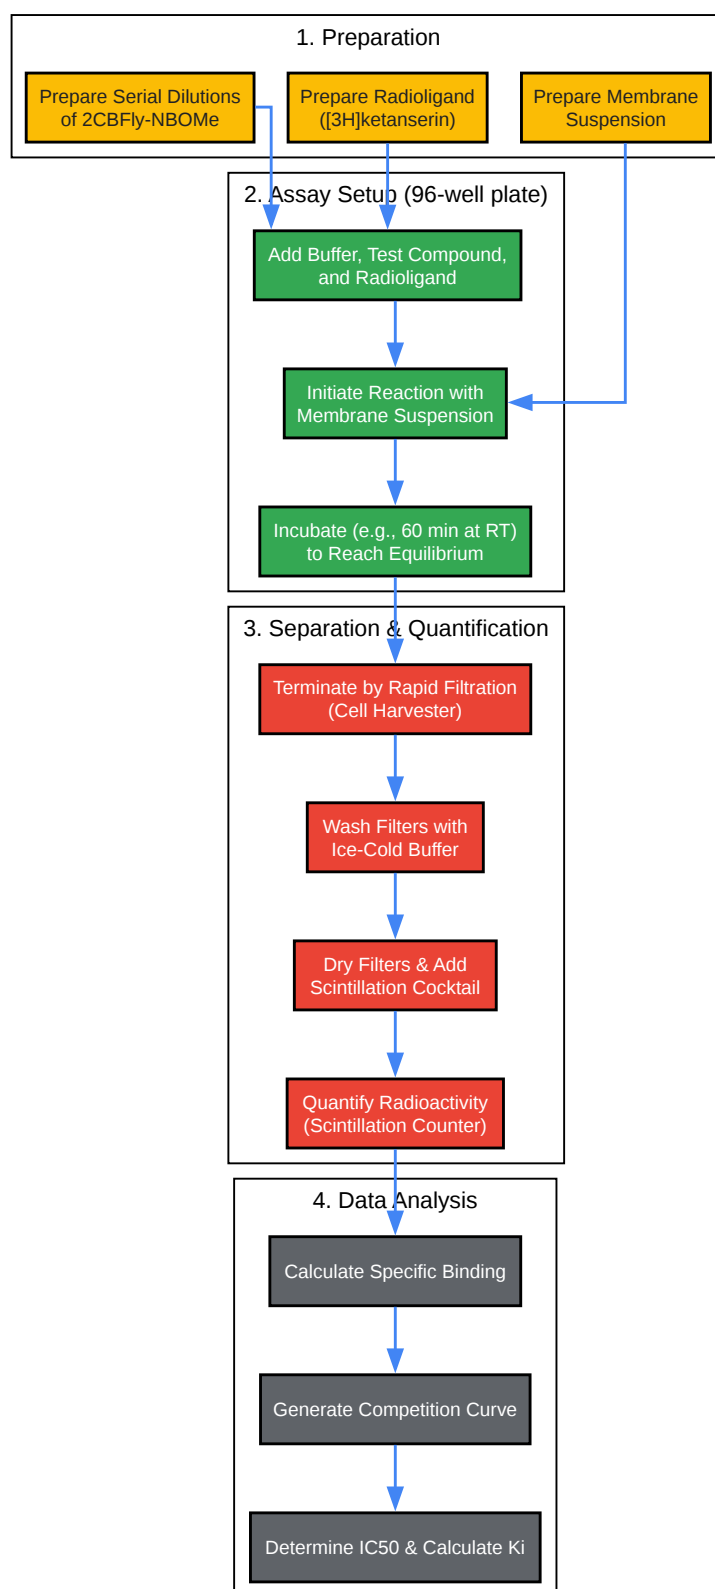 1. Preparation
Prepare Serial Dilutions
of 2CBFly-NBOMe
Prepare Radioligand
([3H]ketanserin)
Prepare Membrane
Suspension
2. Assay Setup (96-well plate)
Add Buffer, Test Compound,
and Radioligand
Initiate Reaction with
Membrane Suspension
Incubate (e.g., 60 min at RT)
to Reach Equilibrium
3. Separation & Quantification
Terminate by Rapid Filtration
(Cell Harvester)
Wash Filters with
Ice-Cold Buffer
Dry Filters & Add
Scintillation Cocktail
Quantify Radioactivity
(Scintillation Counter)
4. Data Analysis
Calculate Specific Binding
Generate Competition Curve
Determine IC50 & Calculate Ki